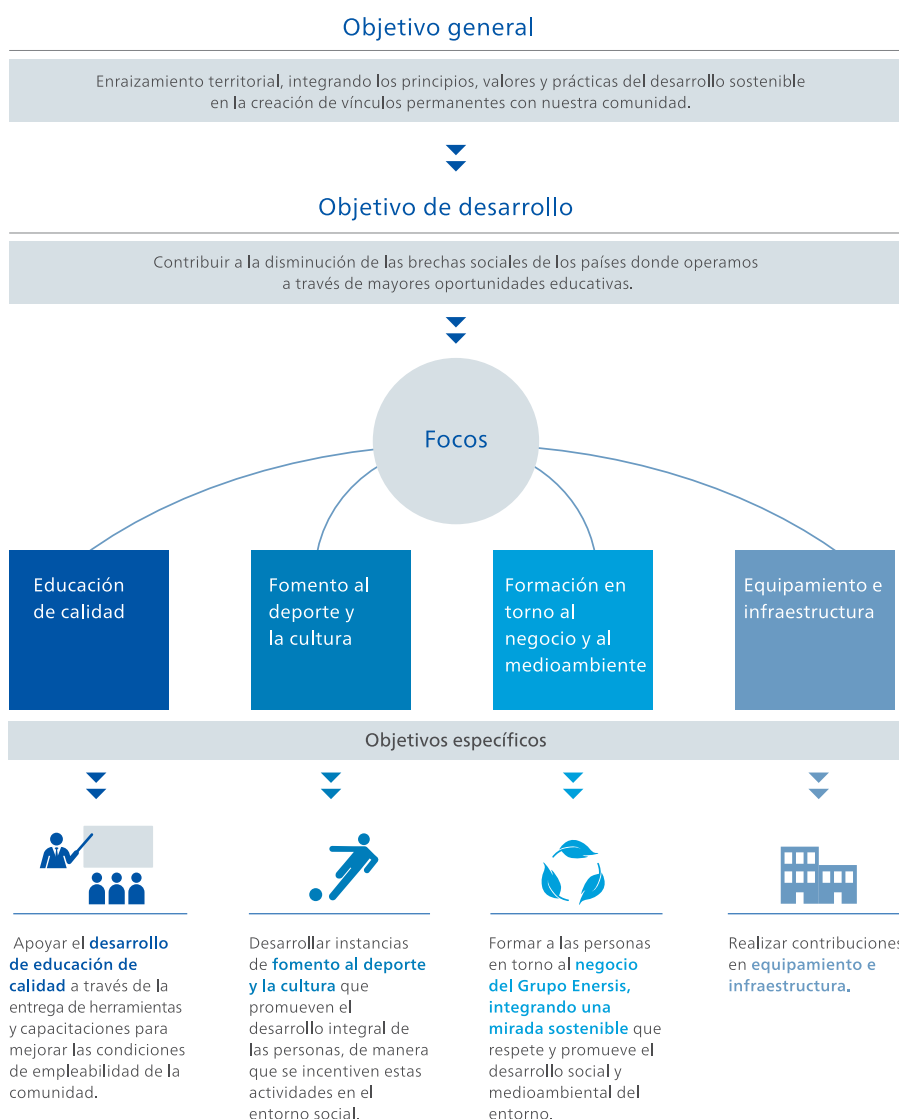 Objetivo general
Enraizamiento territorial, integrando los principios, valores y prácticas del desarrollo sostenible
en la creación de vínculos permanentes con nuestra comunidad.
Objetivo de desarrollo
Contribuir a la disminución de las brechas sociales de los países donde operamos
a través de mayores oportunidades educativas.
Focos
Educación
de calidad
Fomento al
deporte y
la cultura
Formación en
torno al
negocio y al
medioambiente
Equipamiento e
infraestructura
Objetivos específicos
Apoyar el desarrollo
de educación de
calidad a través de la
entrega de herramientas
y capacitaciones para
mejorar las condiciones
de empleabilidad de la
comunidad.
Desarrollar instancias
de fomento al deporte
y la cultura que
promueven el
desarrollo integral de
las personas, de manera
que se incentiven estas
actividades en el
entorno social.
Formar a las personas
en torno al negocio
del Grupo Enersis,
integrando una
mirada sostenible que
respete y promueve el
desarrollo social y
medioambiental del
entorno.
Realizar contribuciones
en equipamiento e
infraestructura.